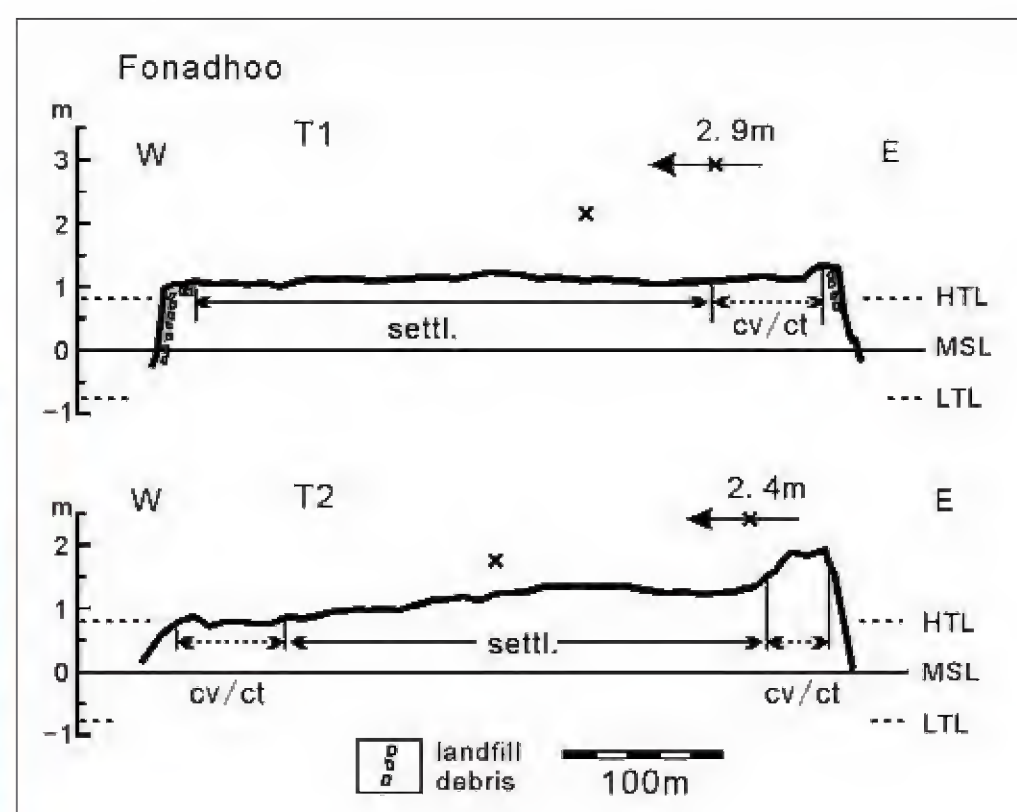 Fonadhoo
m
T1
2. 9m
W
E
3
2
1
HTL
settl.
cv/ct
0
MSL
-1
LTL
W
T2
2. 4m
E
m
2
1
HTL
settl.
0
MSL
cv/ct
cv/ct
-1
LTL
landfill
debris
100m